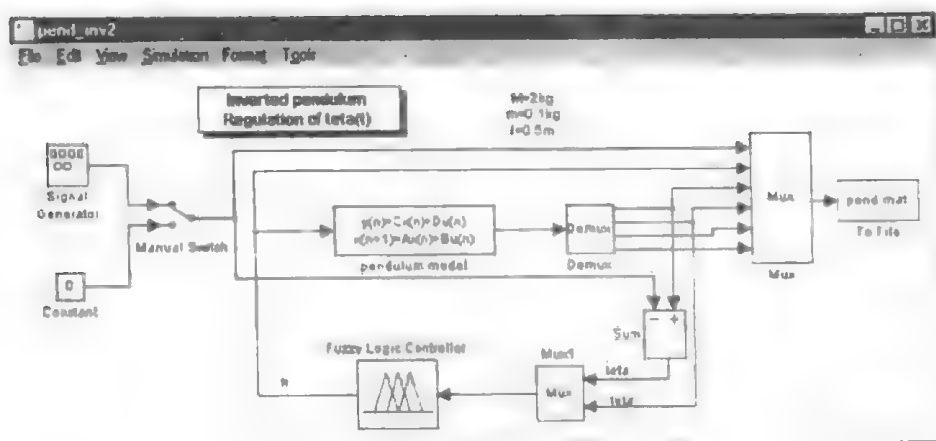 pend_inv2
File Edit View Simulation Format Tools
Inverted pendulum
Regulation of teta(t)
M=2kg
m=0.1kg
l=0.5m
Signal
Generator
Manual Switch
0
Constant
y(n)=Cx(n)+Du(n)
x(n+1)=Ax(n)+Bu(n)
pendulum model
Demux
Demux
Mux
Mux
pend.mat
To File
- +
Sum
Fuzzy Logic Controller
Mux1
Mux
teta